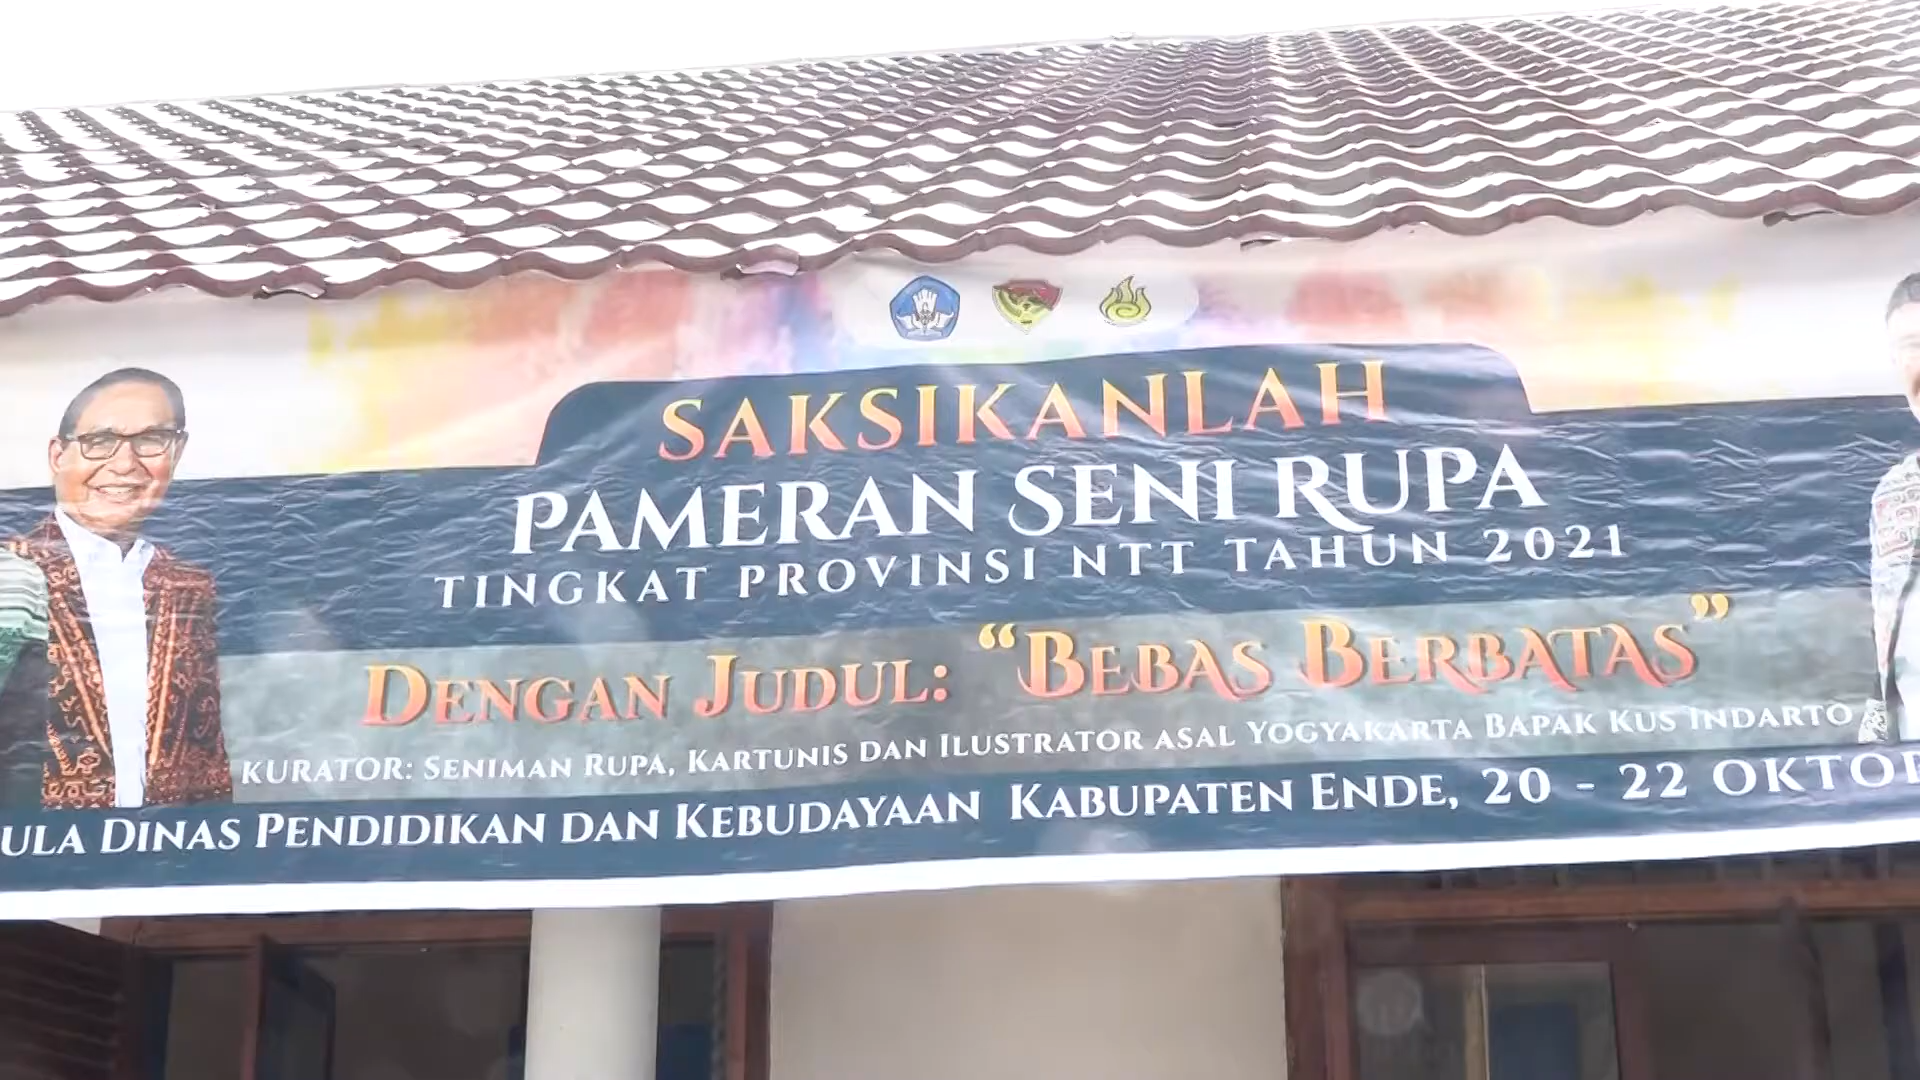 SAKSIKANLAH
PAMERAN SENI RUPA
TINGKAT PROVINSI NTT TAHUN 2021
DENGAN JUDUL: “BEBAS BERBATAS”
KURATOR: SENIMAN RUPA, KARTUNIS DAN ILUSTRATOR ASAL YOGYAKARTA BAPAK KUS INDARTO
ULA DINAS PENDIDIKAN DAN KEBUDAYAAN KABUPATEN ENDE, 20 - 22 OKTO